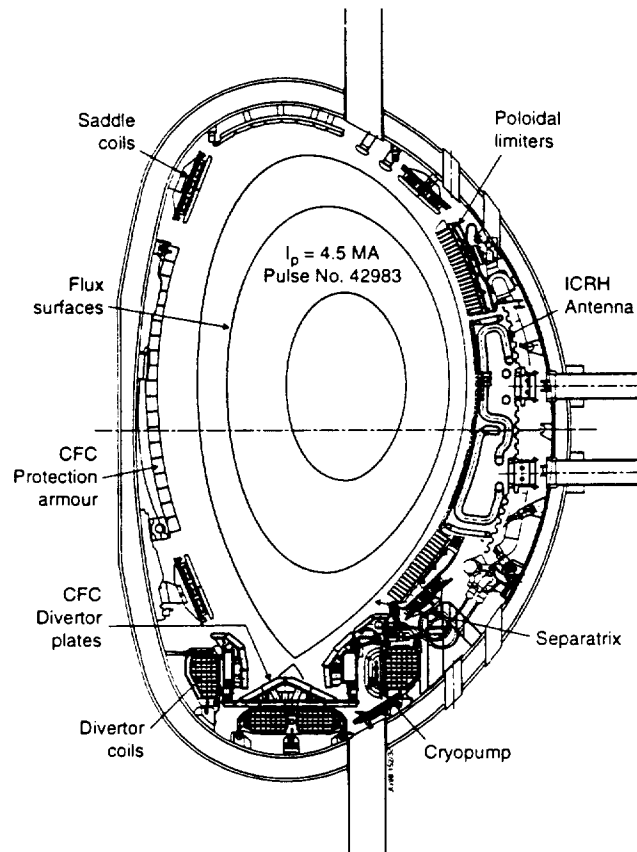 Saddle
coils
Poloidal
limiters
I_p = 4.5 MA
Pulse No. 42983
Flux
surfaces
ICRH
Antenna
CFC
Protection
armour
CFC
Divertor
plates
Separatrix
Divertor
coils
Cryopump